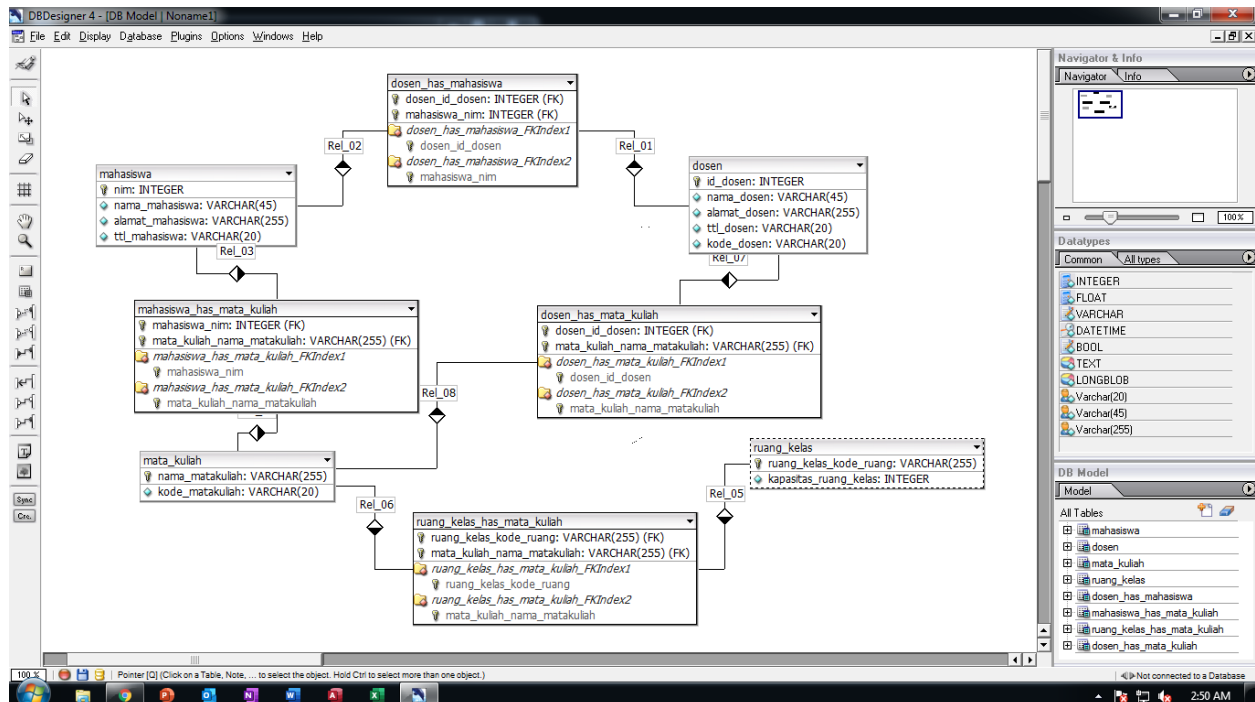 DBDesigner 4 - [DB Model | Noname1]
File Edit Display Database Plugins Options Windows Help
dosen_has_mahasiswa
dosen_id_dosen: INTEGER (FK)
mahasiswa_nim: INTEGER (FK)
dosen_has_mahasiswa_FKIndex1
dosen_id_dosen
dosen_has_mahasiswa_FKIndex2
mahasiswa_nim
Rel_02
Rel_01
mahasiswa
nim: INTEGER
nama_mahasiswa: VARCHAR(45)
alamat_mahasiswa: VARCHAR(255)
ttl_mahasiswa: VARCHAR(20)
dosen
id_dosen: INTEGER
nama_dosen: VARCHAR(45)
alamat_dosen: VARCHAR(255)
ttl_dosen: VARCHAR(20)
kode_dosen: VARCHAR(20)
Rel_03
Rel_07
mahasiswa_has_mata_kuliah
mahasiswa_nim: INTEGER (FK)
mata_kuliah_nama_matakuliah: VARCHAR(255) (FK)
mahasiswa_has_mata_kuliah_FKIndex1
mahasiswa_nim
mahasiswa_has_mata_kuliah_FKIndex2
mata_kuliah_nama_matakuliah
dosen_has_mata_kuliah
dosen_id_dosen: INTEGER (FK)
mata_kuliah_nama_matakuliah: VARCHAR(255) (FK)
dosen_has_mata_kuliah_FKIndex1
dosen_id_dosen
dosen_has_mata_kuliah_FKIndex2
mata_kuliah_nama_matakuliah
Rel_08
mata_kuliah
nama_matakuliah: VARCHAR(255)
kode_matakuliah: VARCHAR(20)
ruang_kelas
ruang_kelas_kode_ruang: VARCHAR(255)
kapasitas_ruang_kelas: INTEGER
Rel_06
Rel_05
ruang_kelas_has_mata_kuliah
ruang_kelas_kode_ruang: VARCHAR(255) (FK)
mata_kuliah_nama_matakuliah: VARCHAR(255) (FK)
ruang_kelas_has_mata_kuliah_FKIndex1
ruang_kelas_kode_ruang
ruang_kelas_has_mata_kuliah_FKIndex2
mata_kuliah_nama_matakuliah
Sync
Cre.
Navigator & Info
Navigator Info
100%
Datatypes
Common All types
INTEGER
FLOAT
VARCHAR
DATETIME
BOOL
TEXT
LONGBLOB
Varchar(20)
Varchar(45)
Varchar(255)
DB Model
Model
All Tables
mahasiswa
dosen
mata_kuliah
ruang_kelas
dosen_has_mahasiswa
mahasiswa_has_mata_kuliah
ruang_kelas_has_mata_kuliah
dosen_has_mata_kuliah
100 % Pointer [Q] (Click on a Table, Note, ... to select the object. Hold Ctrl to select more than one object.) Not connected to a Database
2:50 AM